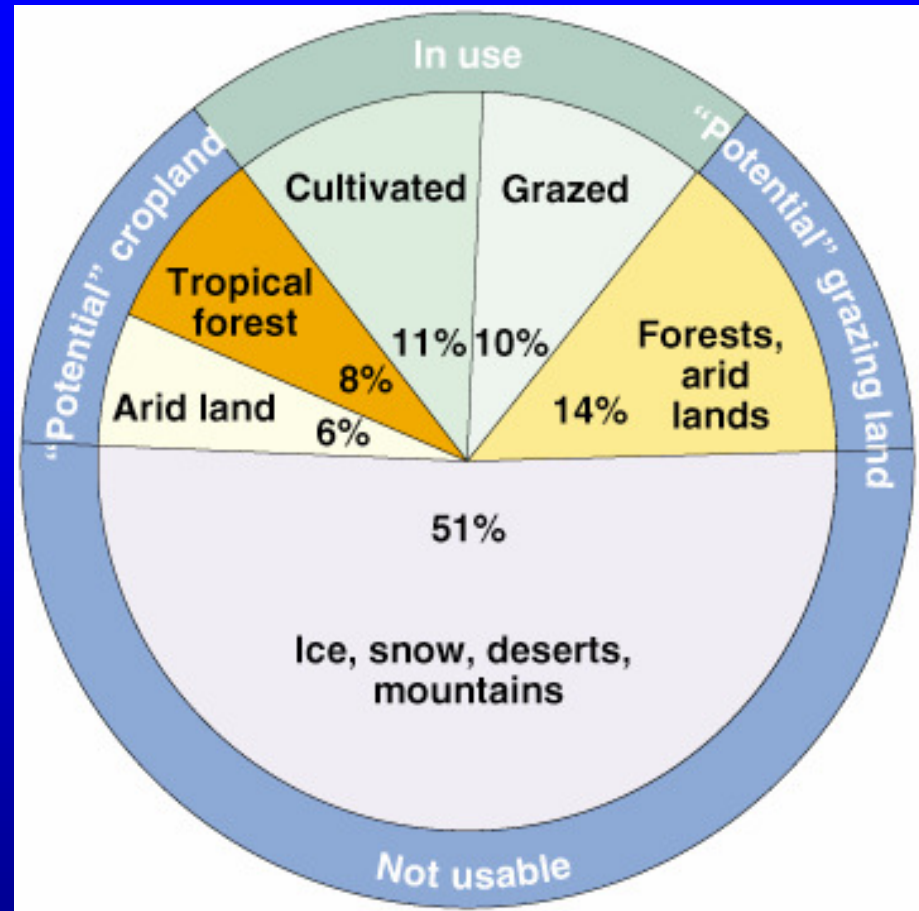 In use
“Potential” cropland
“Potential” grazing land
Cultivated
11%
Grazed
10%
Tropical
forest
8%
Forests,
arid
lands
14%
Arid land
6%
51%
Ice, snow, deserts,
mountains
Not usable